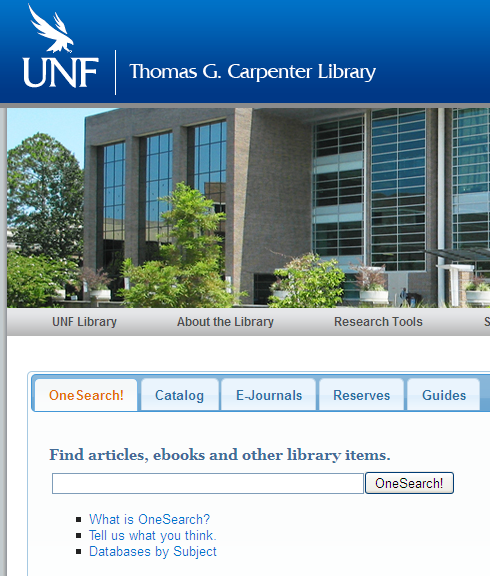 UNF Thomas G. Carpenter Library
UNF Library About the Library Research Tools S
OneSearch! Catalog E-Journals Reserves Guides
Find articles, ebooks and other library items.
OneSearch!
What is OneSearch?
Tell us what you think.
Databases by Subject